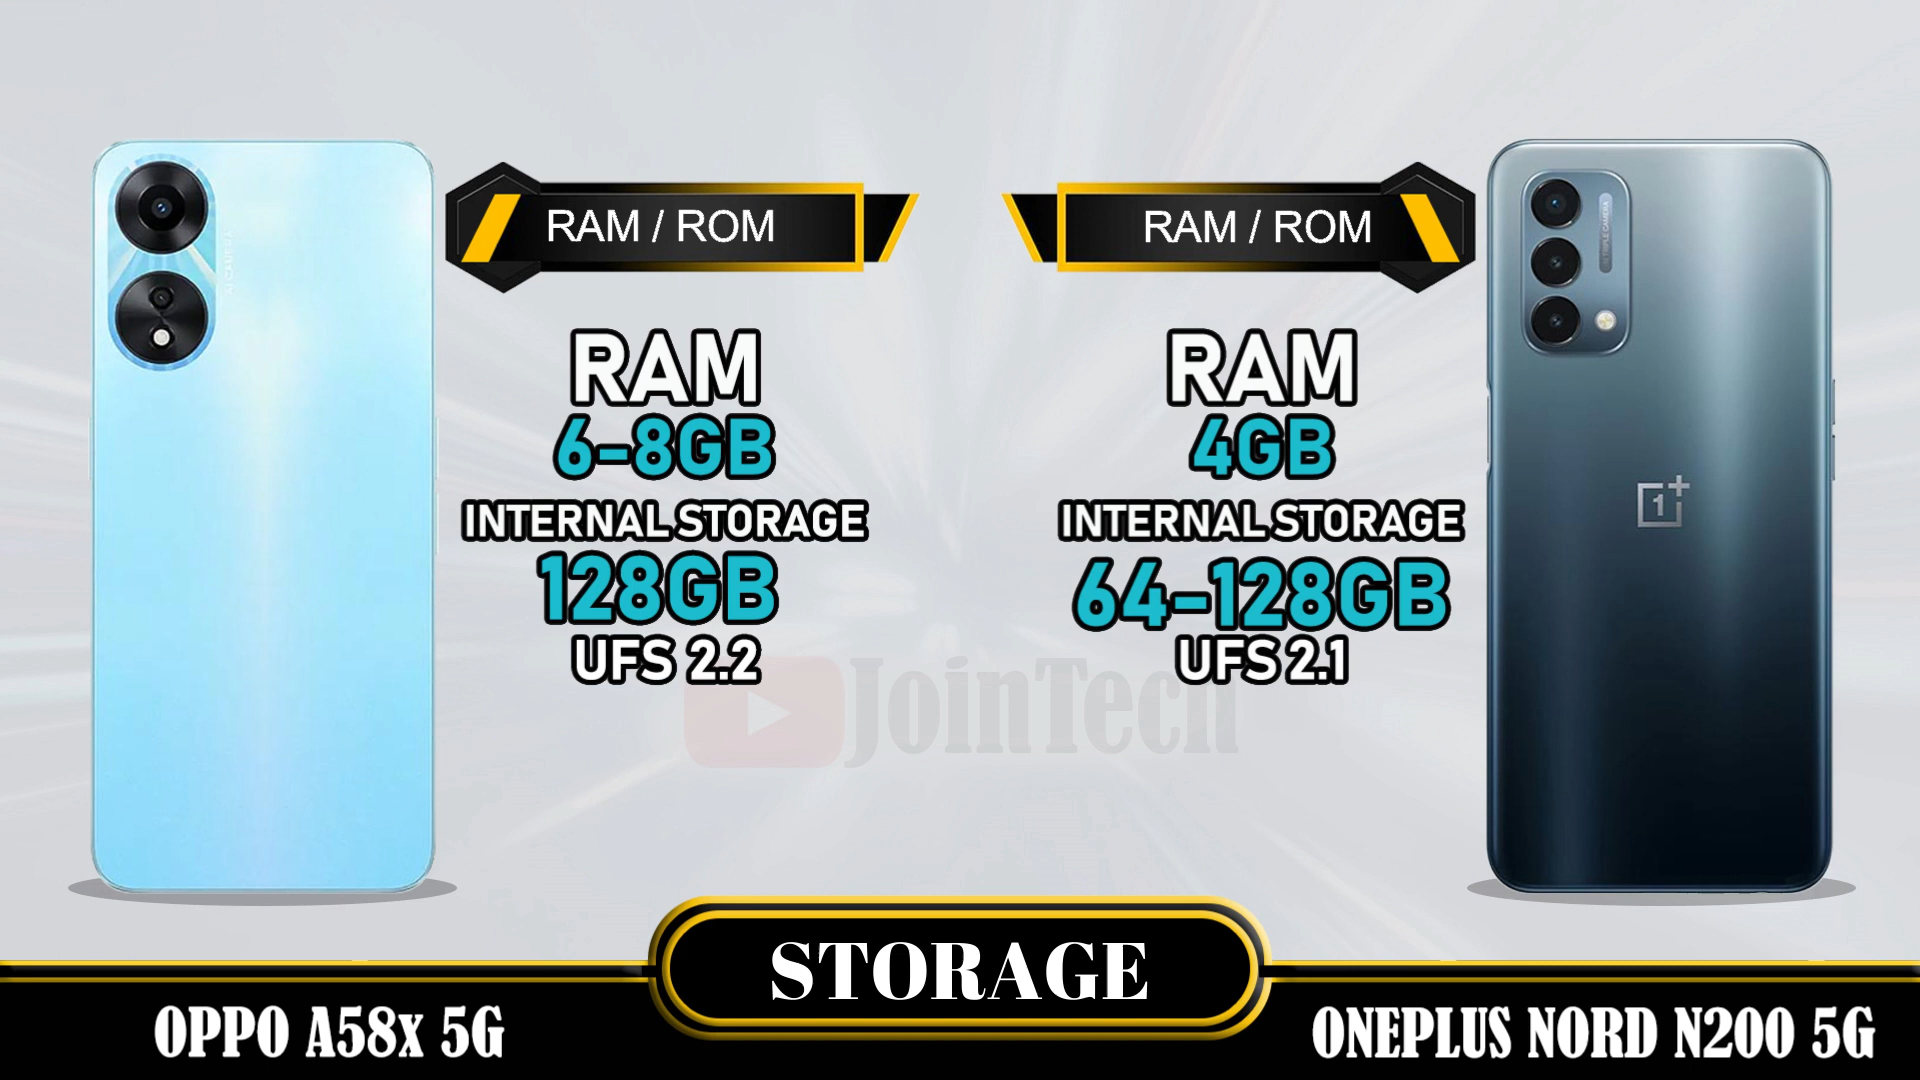 RAM / ROM
RAM
6-8GB
INTERNAL STORAGE
128GB
UFS 2.2
RAM / ROM
RAM
4GB
INTERNAL STORAGE
64-128GB
UFS 2.1
JoinTech
STORAGE
OPPO A58x 5G
ONEPLUS NORD N200 5G